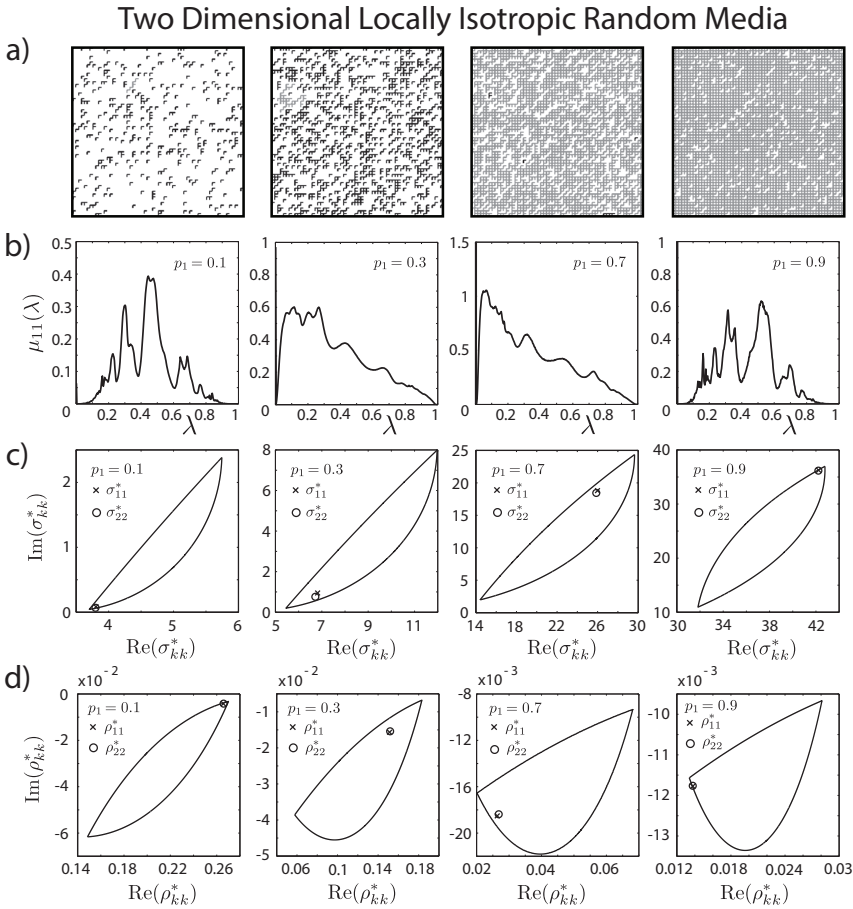 Two Dimensional Locally Isotropic Random Media
a)
b)
μ₁₁(λ)
0.5
0.4
0.3
0.2
0.1
0
p₁ = 0.1
0.2 0.4 0.6 0.8 1
λ
1
0.8
0.6
0.4
0.2
0
p₁ = 0.3
0.2 0.4 0.6 0.8 1
λ
1.5
1
0.5
0
p₁ = 0.7
0.2 0.4 0.6 0.8 1
λ
1
0.8
0.6
0.4
0.2
0
p₁ = 0.9
0.2 0.4 0.6 0.8 1
λ
c)
Im(σ*kk)
2
1
0
p₁ = 0.1
× σ*11
○ σ*22
4 5 6
Re(σ*kk)
8
6
4
2
0
p₁ = 0.3
× σ*11
○ σ*22
5 7 9 11
Re(σ*kk)
25
20
15
10
5
0
p₁ = 0.7
× σ*11
○ σ*22
14 18 22 26 30
Re(σ*kk)
40
30
20
10
p₁ = 0.9
× σ*11
○ σ*22
30 34 38 42
Re(σ*kk)
d)
Im(ρ*kk)
x10⁻²
0
-2
-4
-6
p₁ = 0.1
× ρ*11
○ ρ*22
0.14 0.18 0.22 0.26
Re(ρ*kk)
x10⁻²
-1
-2
-3
-4
-5
p₁ = 0.3
× ρ*11
○ ρ*22
0.06 0.1 0.14 0.18
Re(ρ*kk)
x10⁻³
-8
-12
-16
-20
p₁ = 0.7
× ρ*11
○ ρ*22
0.02 0.04 0.06
Re(ρ*kk)
x10⁻³
-10
-11
-12
-13
p₁ = 0.9
× ρ*11
○ ρ*22
0.012 0.018 0.024 0.03
Re(ρ*kk)